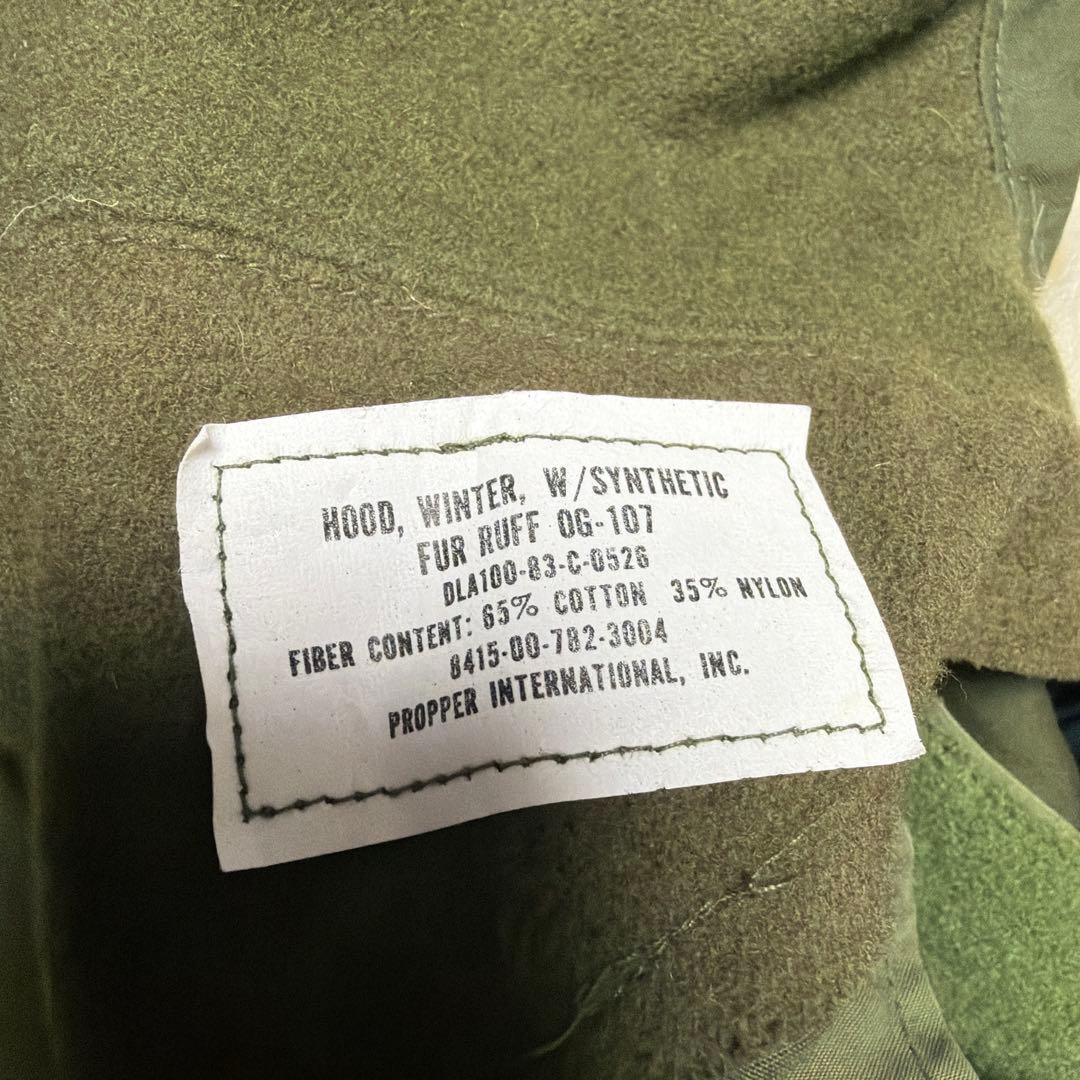 HOOD, WINTER, W/SYNTHETIC
FUR RUFF OG-107
DLA100-83-C-0526
FIBER CONTENT: 65% COTTON 35% NYLON
8415-00-782-3004
PROPPER INTERNATIONAL, INC.